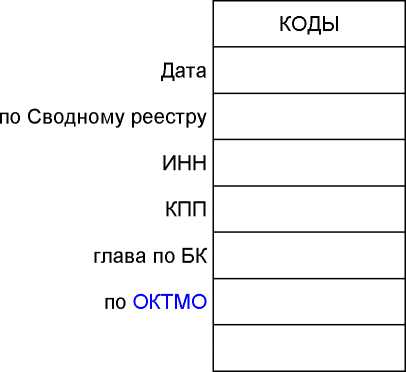 КОДЫ
Дата
по Сводному реестру
ИНН
КПП
глава по БК
по ОКТМО